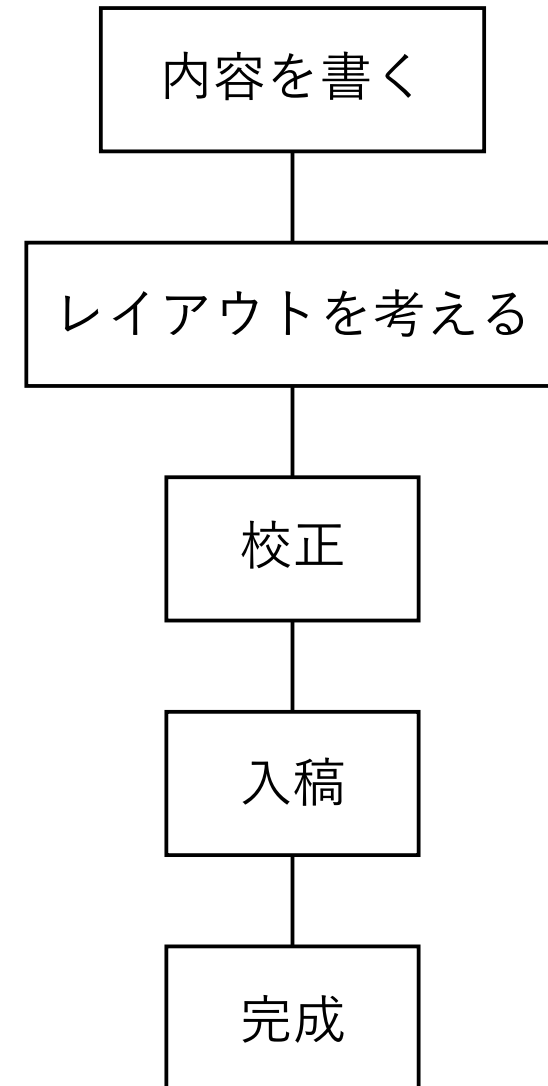 内容を書く
レイアウトを考える
校正
入稿
完成